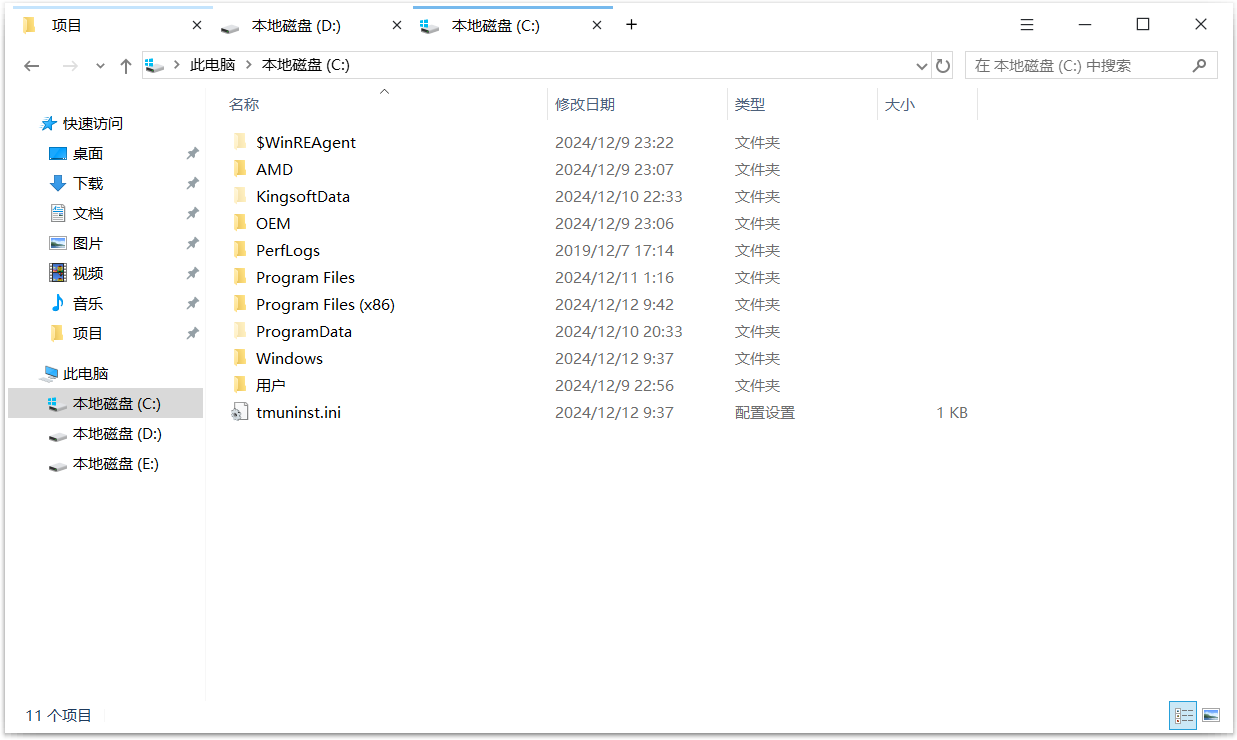 项目 本地磁盘 (D:) 本地磁盘 (C:)
此电脑 本地磁盘 (C:) 在 本地磁盘 (C:) 中搜索
名称 修改日期 类型 大小
快速访问
桌面
下载
文档
图片
视频
音乐
项目
此电脑
本地磁盘 (C:)
本地磁盘 (D:)
本地磁盘 (E:)
$WinREAgent 2024/12/9 23:22 文件夹
AMD 2024/12/9 23:07 文件夹
KingsoftData 2024/12/10 22:33 文件夹
OEM 2024/12/9 23:06 文件夹
PerfLogs 2019/12/7 17:14 文件夹
Program Files 2024/12/11 1:16 文件夹
Program Files (x86) 2024/12/12 9:42 文件夹
ProgramData 2024/12/10 20:33 文件夹
Windows 2024/12/12 9:37 文件夹
用户 2024/12/9 22:56 文件夹
tmuninst.ini 2024/12/12 9:37 配置设置 1 KB
11 个项目